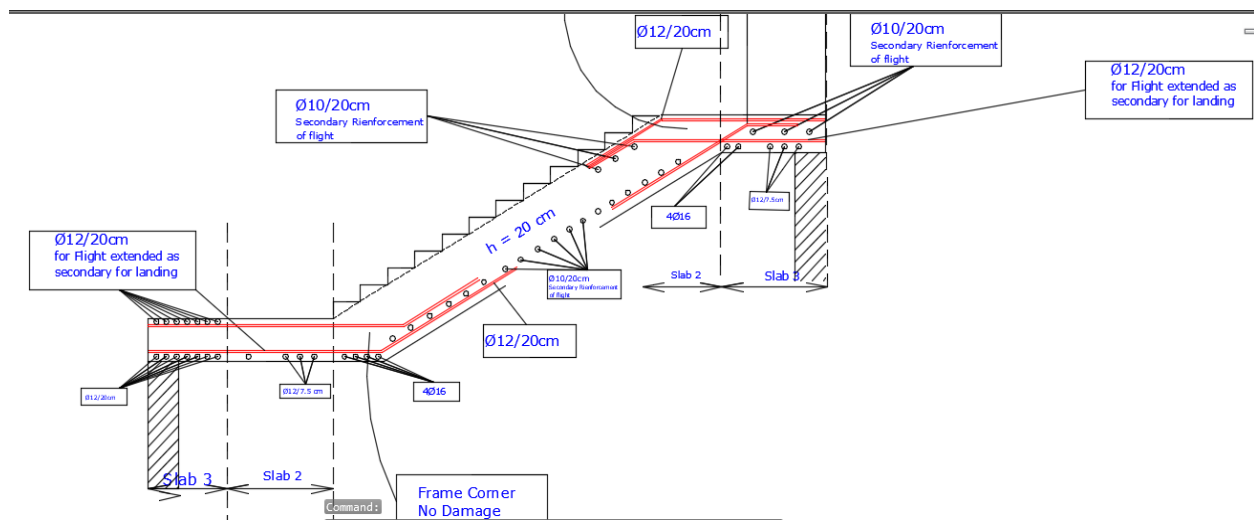 Ø12/20cm
Ø10/20cm
Secondary Rienforcement
of flight
Ø12/20cm
for Flight extended as
secondary for landing
Ø10/20cm
Secondary Rienforcement
of flight
Ø12/7.5cm
4Ø16
h = 20 cm
Ø12/20cm
for Flight extended as
secondary for landing
Slab 2
Slab 3
Ø10/20cm
Secondary Rienforcement
of flight
Ø12/20cm
Ø12/20cm
Ø12/7.5 cm
4Ø16
Slab 3
Slab 2
Frame Corner
No Damage
Command: